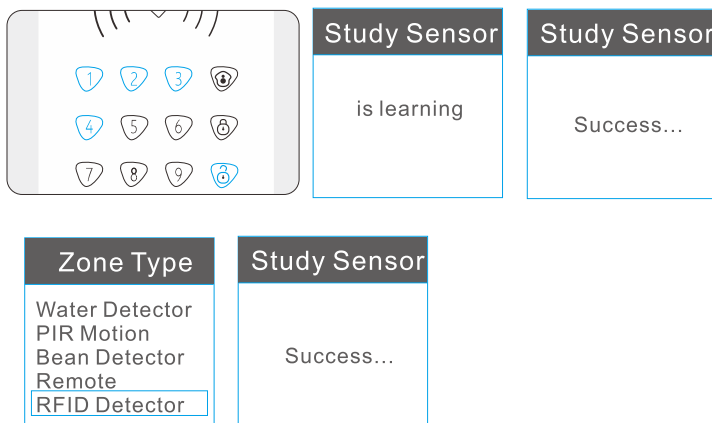 1 2 3
4 5 6
7 8 9
Study Sensor
is learning
Study Sensor
Success...
Zone Type
Water Detector
PIR Motion
Bean Detector
Remote
RFID Detector
Study Sensor
Success...